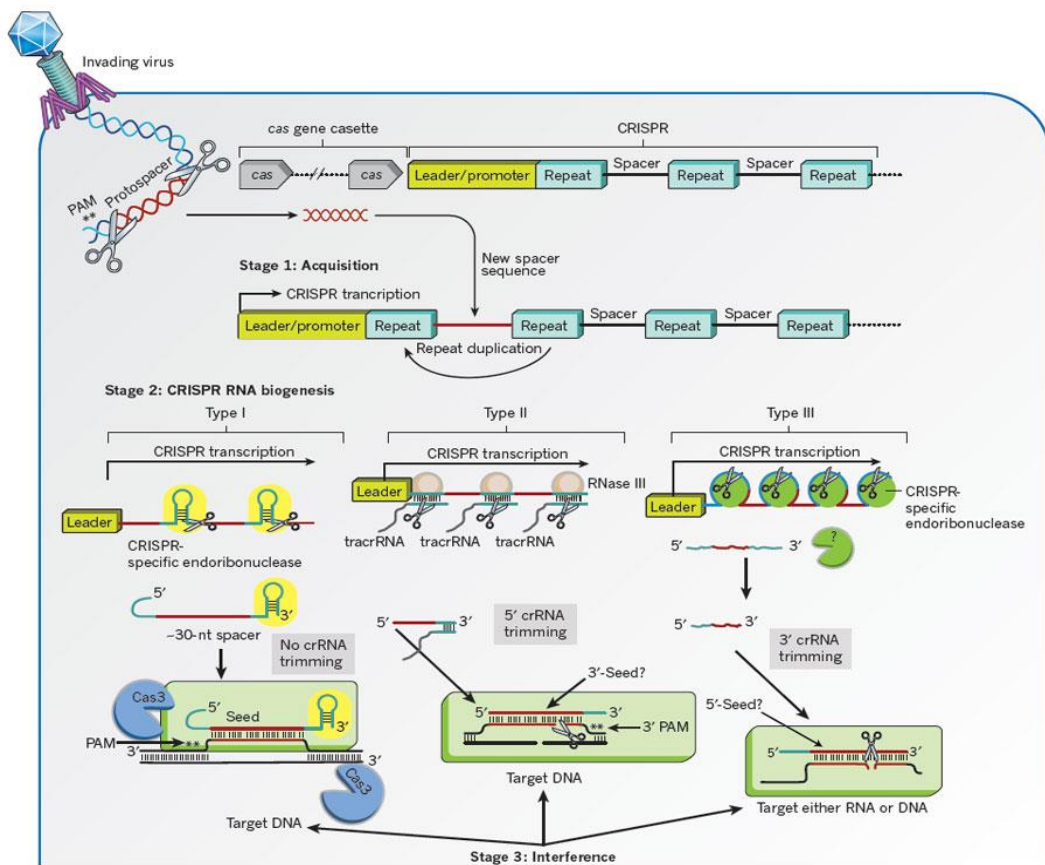 Invading virus
cas gene casette
CRISPR
PAM
**
Protospacer
cas
cas
Leader/promoter
Repeat
Spacer
Repeat
Spacer
Repeat
New spacer
sequence
Stage 1: Acquisition
CRISPR trancription
Leader/promoter
Repeat
Repeat
Spacer
Repeat
Spacer
Repeat
Repeat duplication
Stage 2: CRISPR RNA biogenesis
Type I
Type II
Type III
CRISPR transcription
CRISPR transcription
CRISPR transcription
Leader
CRISPR-
specific endoribonuclease
Leader
RNase III
tracrRNA
tracrRNA
tracrRNA
Leader
CRISPR-
specific
endoribonuclease
5′
3′
?
5′
3′
~30-nt spacer
No crRNA
trimming
5′
5′ crRNA
trimming
5′
3′
3′ crRNA
trimming
Cas3
5′
Seed
3′
PAM
**
3′
3′
Cas3
Target DNA
3′-Seed?
5′
**
3′ PAM
Target DNA
5′-Seed?
5′
Target either RNA or DNA
Stage 3: Interference